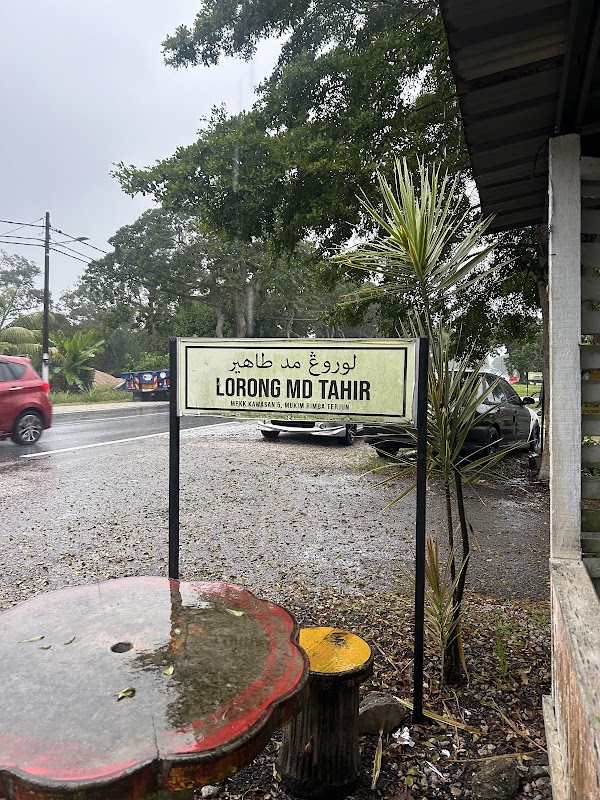 لوروڠ مد طاهير
LORONG MD TAHIR
MPKK KAWASAN 5, MUKIM RIMBA TERJUN